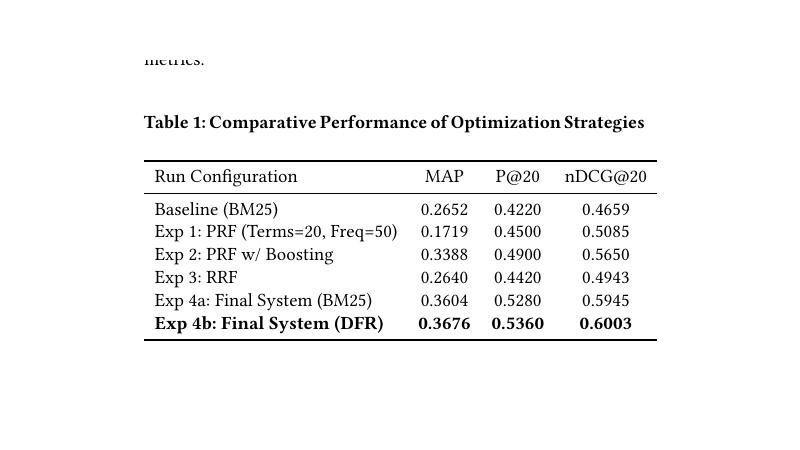 metrics.
Table 1: Comparative Performance of Optimization Strategies
Run Configuration MAP P@20 nDCG@20
Baseline (BM25) 0.2652 0.4220 0.4659
Exp 1: PRF (Terms=20, Freq=50) 0.1719 0.4500 0.5085
Exp 2: PRF w/ Boosting 0.3388 0.4900 0.5650
Exp 3: RRF 0.2640 0.4420 0.4943
Exp 4a: Final System (BM25) 0.3604 0.5280 0.5945
Exp 4b: Final System (DFR) 0.3676 0.5360 0.6003